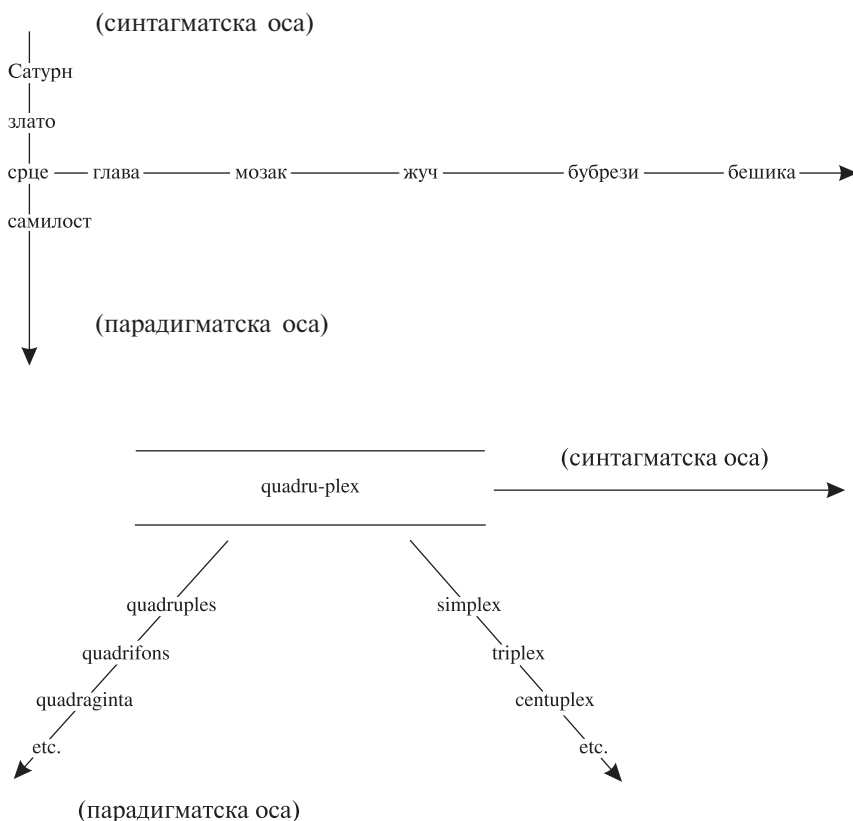 (синтагматска оса)
Сатурн
злато
срце глава мозак жуч бубрези бешика
самилост
(парадигматска оса)
(синтагматска оса)
quadru-plex
quadruples simplex
quadrifons triplex
quadraginta centuplex
etc. etc.
(парадигматска оса)